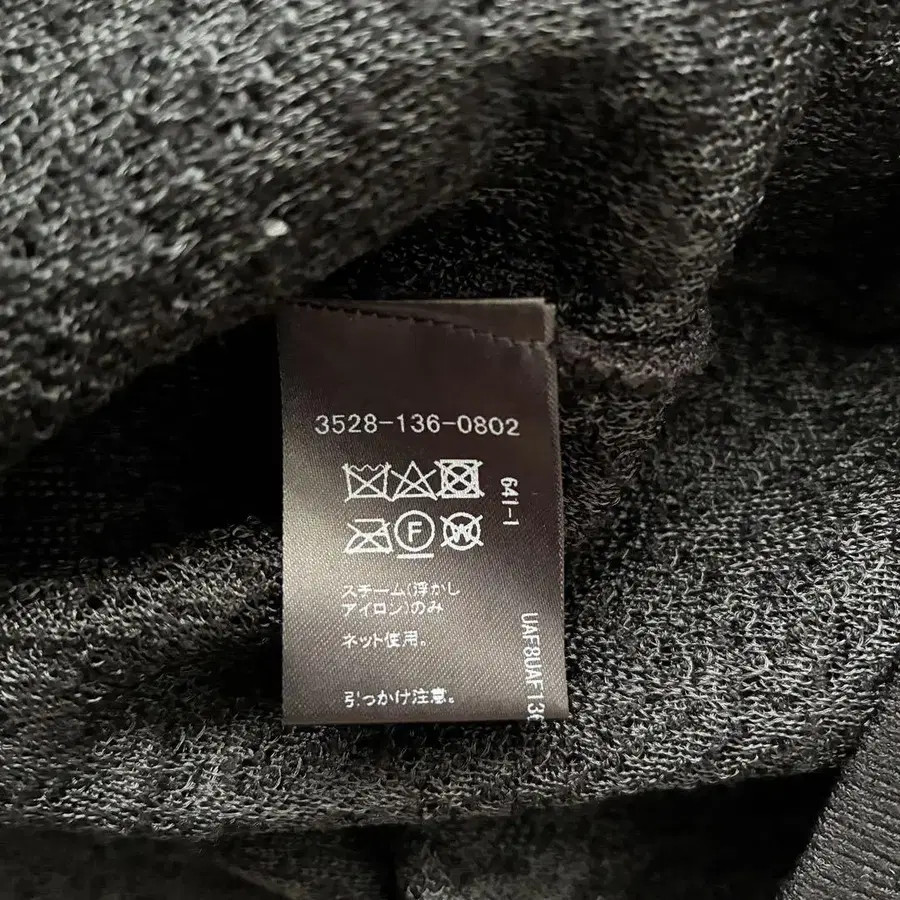 3528-136-0802
641-1
F
W
スチーム(浮かし
アイロン)のみ
ネット使用。
引っかけ注意。
UAF8UAF136